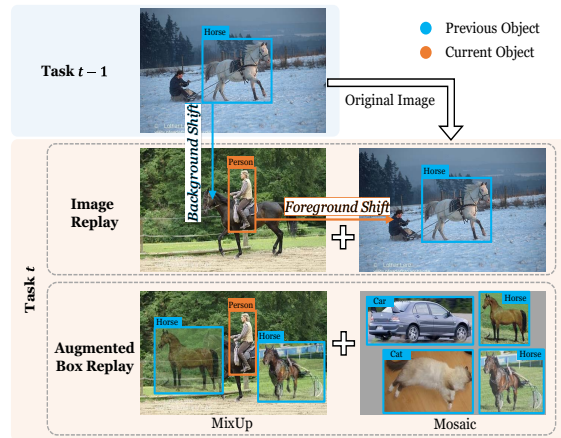 Horse
Previous Object
Current Object
Task t – 1
Original Image
Background Shift
Person
Horse
Image
Replay
Foreground Shift
Task t
Person
Horse
Horse
Car
Horse
Cat
Horse
Augmented
Box Replay
MixUp
Mosaic